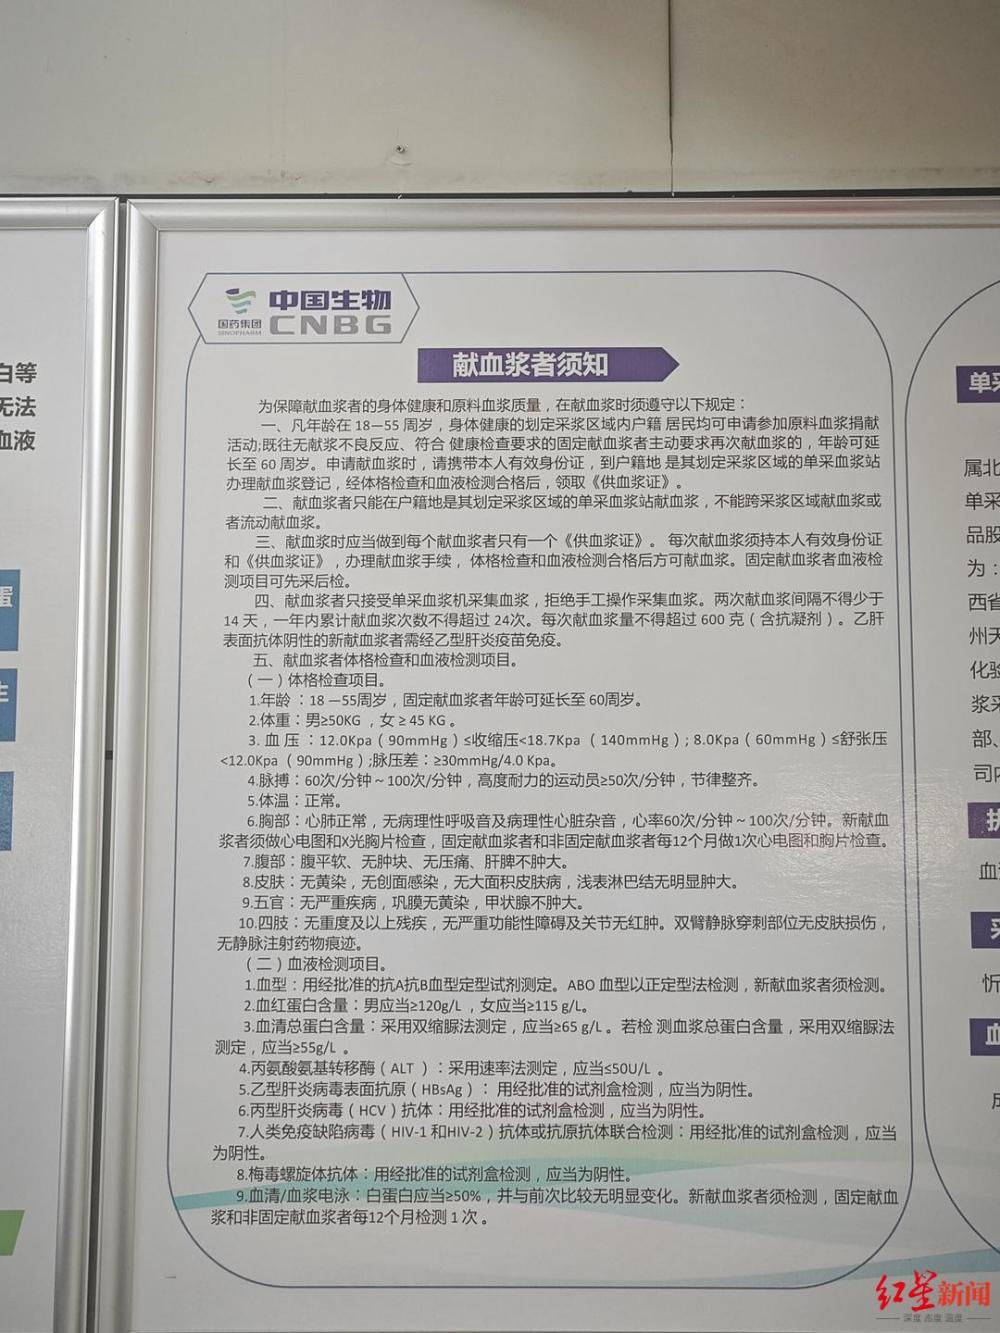 白等
无法
血液
蛋
生
国药集团
SINOPHARM
中国生物
CNBG
献血浆者须知
为保障献血浆者的身体健康和原料血浆质量，在献血浆时须遵守以下规定：
一、凡年龄在 18—55 周岁，身体健康的划定采浆区域内户籍 居民均可申请参加原料血浆捐献
活动;既往无献浆不良反应、符合 健康检查要求的固定献血浆者主动要求再次献血浆的，年龄可延
长至 60 周岁。申请献血浆时，请携带本人有效身份证，到户籍地 是其划定采浆区域的单采血浆站
办理献血浆登记，经体格检查和血液检测合格后，领取《供血浆证》。
二、献血浆者只能在户籍地是其划定采浆区域的单采血浆站献血浆，不能跨采浆区域献血浆或
者流动献血浆。
三、献血浆时应当做到每个献血浆者只有一个《供血浆证》。 每次献血浆须持本人有效身份证
和《供血浆证》，办理献血浆手续， 体格检查和血液检测合格后方可献血浆。固定献血浆者血液检
测项目可先采后检。
四、献血浆者只接受单采血浆机采集血浆，拒绝手工操作采集血浆。两次献血浆间隔不得少于
14 天，一年内累计献血浆次数不得超过 24次。每次献血浆量不得超过 600 克（含抗凝剂）。乙肝
表面抗体阴性的新献血浆者需经乙型肝炎疫苗免疫。
五、献血浆者体格检查和血液检测项目。
（一）体格检查项目。
1.年龄 ：18 —55周岁，固定献血浆者年龄可延长至 60周岁。
2.体重：男≥50KG ，女 ≥ 45 KG 。
3. 血 压 ：12.0Kpa（90mmHg）≤收缩压<18.7Kpa （140mmHg）; 8.0Kpa（60mmHg）≤舒张压
<12.0Kpa （90mmHg）;脉压差：≥30mmHg/4.0 Kpa。
4.脉搏：60次/分钟～100次/分钟，高度耐力的运动员≥50次/分钟，节律整齐。
5.体温：正常。
6.胸部：心肺正常，无病理性呼吸音及病理性心脏杂音，心率60次/分钟～100次/分钟。新献血
浆者须做心电图和X光胸片检查，固定献血浆者和非固定献血浆者每12个月做1次心电图和胸片检查。
7.腹部：腹平软、无肿块、无压痛、肝脾不肿大。
8.皮肤：无黄染，无创面感染，无大面积皮肤病，浅表淋巴结无明显肿大。
9.五官：无严重疾病，巩膜无黄染，甲状腺不肿大。
10.四肢：无重度及以上残疾，无严重功能性障碍及关节无红肿。双臂静脉穿刺部位无皮肤损伤，
无静脉注射药物痕迹。
（二）血液检测项目。
1.血型：用经批准的抗A抗B血型定型试剂测定。ABO 血型以正定型法检测，新献血浆者须检测。
2.血红蛋白含量：男应当≥120g/L ，女应当≥115 g/L。
3.血清总蛋白含量：采用双缩脲法测定，应当≥65 g/L 。若检 测血浆总蛋白含量，采用双缩脲法
测定，应当≥55g/L 。
4.丙氨酸氨基转移酶（ALT ）：采用速率法测定，应当≤50U/L 。
5.乙型肝炎病毒表面抗原（HBsAg）： 用经批准的试剂盒检测，应当为阴性。
6.丙型肝炎病毒（HCV）抗体：用经批准的试剂盒检测，应当为阴性。
7.人类免疫缺陷病毒（HIV-1 和HIV-2）抗体或抗原抗体联合检测：用经批准的试剂盒检测，应当
为阴性。
8.梅毒螺旋体抗体：用经批准的试剂盒检测，应当为阴性。
9.血清/血浆电泳：白蛋白应当≥50%，并与前次比较无明显变化。新献血浆者须检测，固定献血
浆和非固定献血浆者每12个月检测 1 次 。
单采
属北
单采
品股
为：
西省
州天
化验
浆采
部、
司内
执
血液
采
忻
血
成
红星新闻
深度 态度 温度